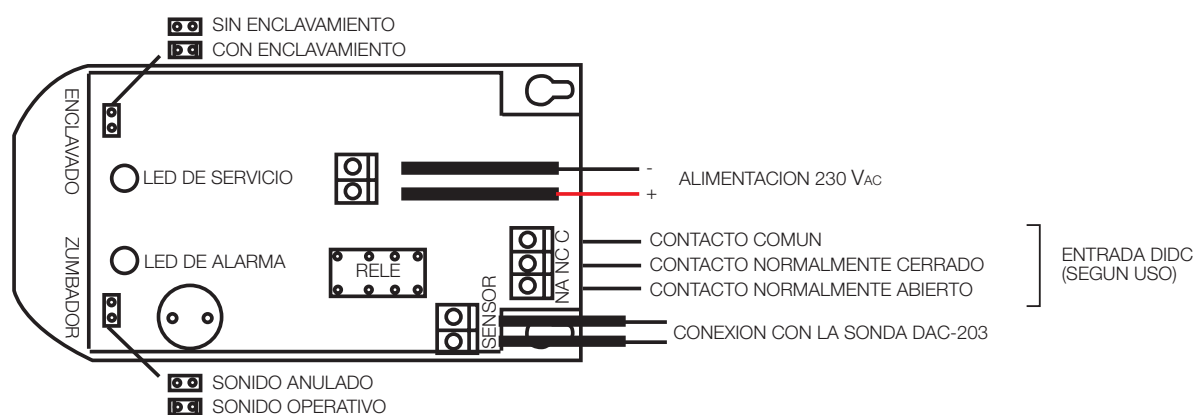 SIN ENCLAVAMIENTO
CON ENCLAVAMIENTO
ENCLAVADO
LED DE SERVICIO
-
+
ALIMENTACION 230 VAC
ZUMBADOR
LED DE ALARMA
RELE
NA NC C
CONTACTO COMUN
CONTACTO NORMALMENTE CERRADO
CONTACTO NORMALMENTE ABIERTO
ENTRADA DIDC
(SEGUN USO)
SENSOR
CONEXION CON LA SONDA DAC-203
SONIDO ANULADO
SONIDO OPERATIVO